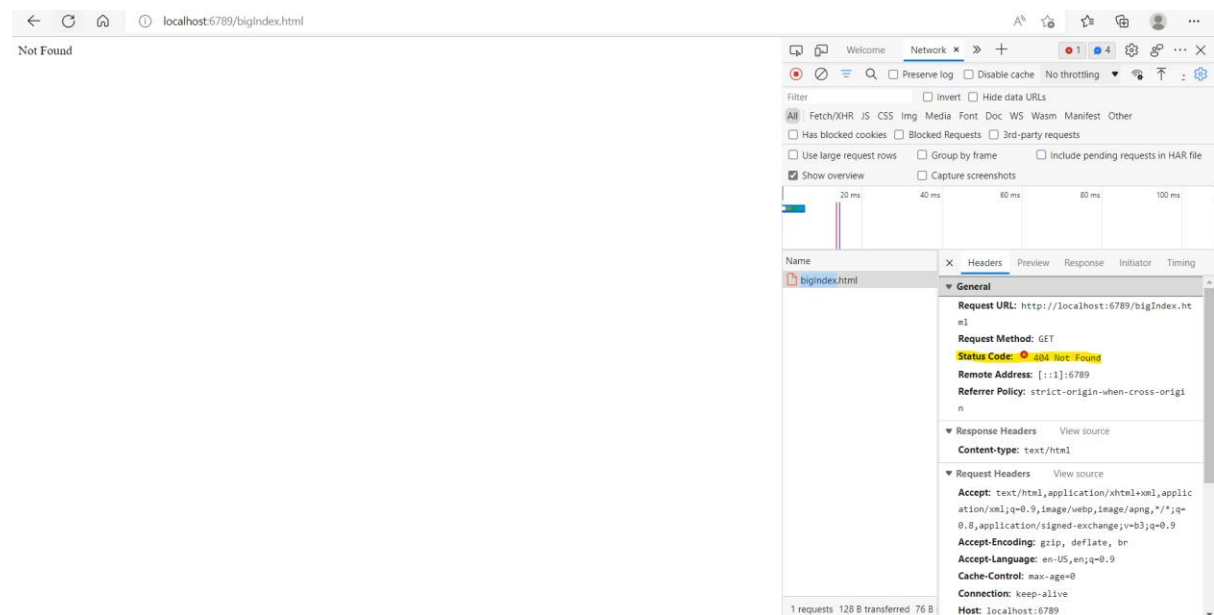 localhost:6789/bigIndex.html
Not Found
Welcome Network × » + 1 4
Preserve log Disable cache No throttling
Filter Invert Hide data URLs
All Fetch/XHR JS CSS Img Media Font Doc WS Wasm Manifest Other
Has blocked cookies Blocked Requests 3rd-party requests
Use large request rows Group by frame Include pending requests in HAR file
Show overview Capture screenshots
20 ms 40 ms 60 ms 80 ms 100 ms
Name
bigIndex.html
× Headers Preview Response Initiator Timing
General
Request URL: http://localhost:6789/bigIndex.ht
ml
Request Method: GET
Status Code: 404 Not Found
Remote Address: [::1]:6789
Referrer Policy: strict-origin-when-cross-origi
n
Response Headers View source
Content-type: text/html
Request Headers View source
Accept: text/html,application/xhtml+xml,applic
ation/xml;q=0.9,image/webp,image/apng,*/*;q=
0.8,application/signed-exchange;v=b3;q=0.9
Accept-Encoding: gzip, deflate, br
Accept-Language: en-US,en;q=0.9
Cache-Control: max-age=0
Connection: keep-alive
Host: localhost:6789
1 requests 128 B transferred 76 B